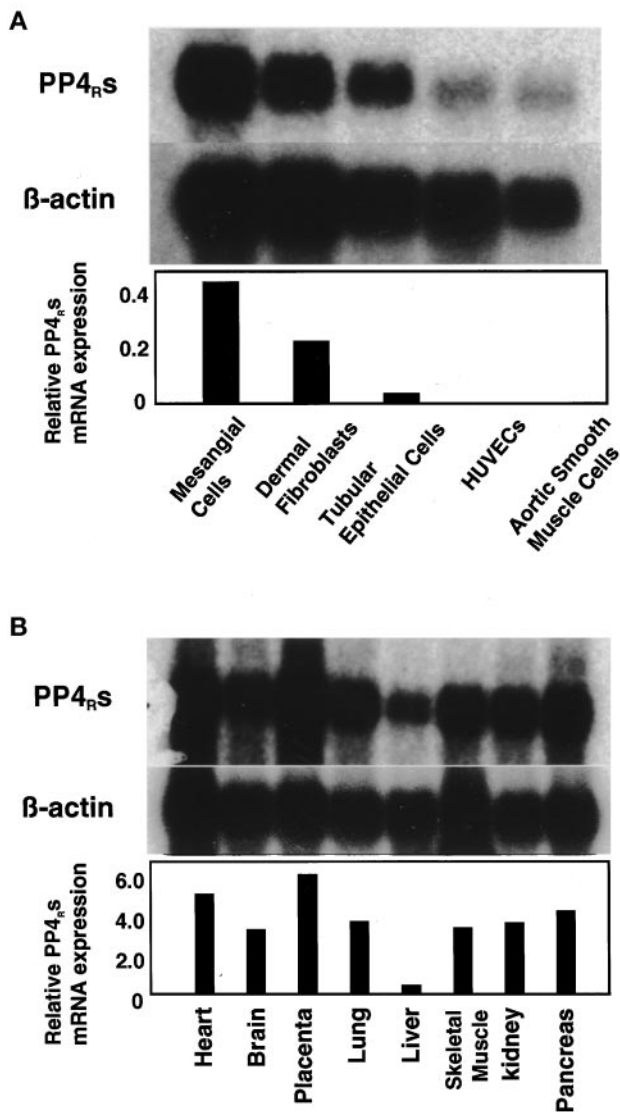 A
PP4Rs
ß-actin
Relative PP4Rs
mRNA expression
0.4
0.2
0
Mesangial
Cells
Dermal
Fibroblasts
Tubular
Epithelial Cells
HUVECs
Aortic Smooth
Muscle Cells
B
PP4Rs
ß-actin
Relative PP4Rs
mRNA expression
6.0
4.0
2.0
0
Heart
Brain
Placenta
Lung
Liver
Skeletal
Muscle
kidney
Pancreas